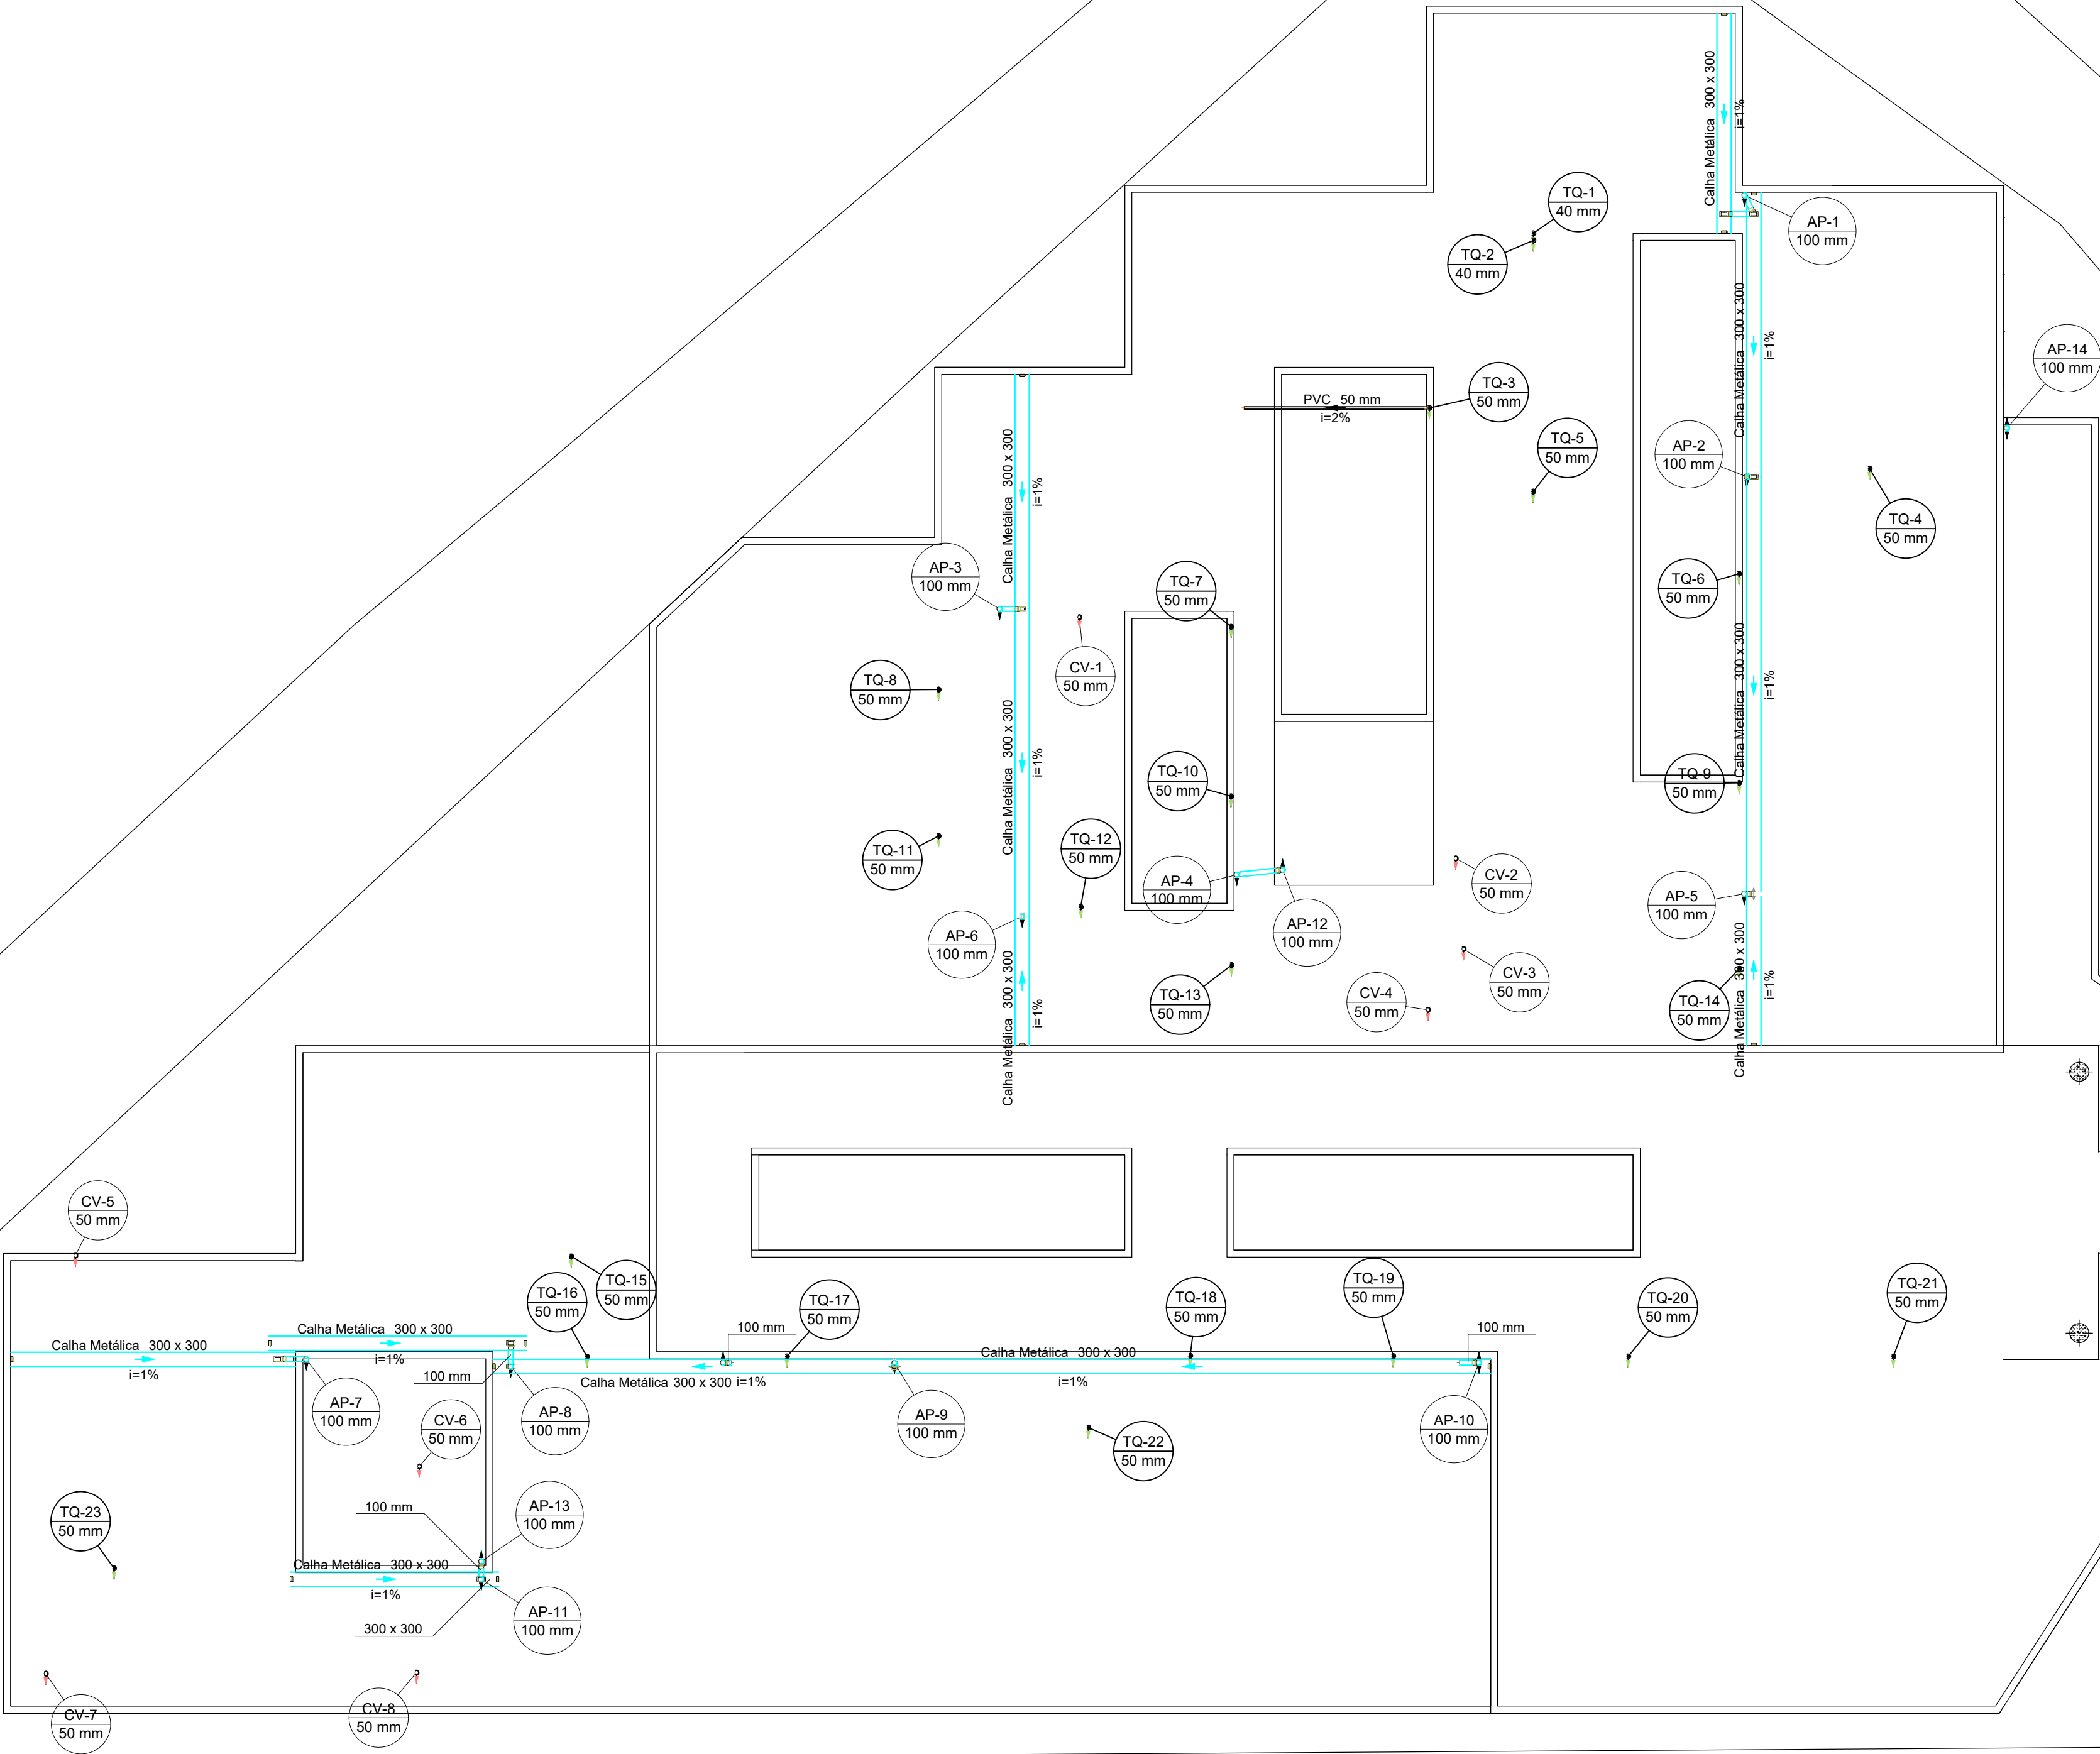 Calha Metálica 300 x 300
i=1%
TQ-1
40 mm
TQ-2
40 mm
AP-1
100 mm
Calha Metálica 300 x 300
i=1%
AP-14
100 mm
TQ-3
50 mm
PVC 50 mm
i=2%
TQ-5
50 mm
AP-2
100 mm
TQ-4
50 mm
Calha Metálica 300 x 300
i=1%
AP-3
100 mm
TQ-7
50 mm
TQ-6
50 mm
CV-1
50 mm
TQ-8
50 mm
Calha Metálica 300 x 300
i=1%
Calha Metálica 300 x 300
i=1%
TQ-10
50 mm
TQ-9
50 mm
TQ-11
50 mm
TQ-12
50 mm
AP-4
100 mm
CV-2
50 mm
AP-5
100 mm
AP-6
100 mm
AP-12
100 mm
Calha Metálica 300 x 300
i=1%
TQ-13
50 mm
CV-4
50 mm
CV-3
50 mm
TQ-14
50 mm
Calha Metálica 300 x 300
i=1%
CV-5
50 mm
TQ-15
50 mm
TQ-16
50 mm
TQ-17
50 mm
TQ-18
50 mm
TQ-19
50 mm
TQ-20
50 mm
TQ-21
50 mm
Calha Metálica 300 x 300
i=1%
Calha Metálica 300 x 300
i=1%
100 mm
100 mm
100 mm
Calha Metálica 300 x 300
i=1%
Calha Metálica 300 x 300
i=1%
AP-7
100 mm
CV-6
50 mm
AP-8
100 mm
AP-9
100 mm
AP-10
100 mm
TQ-22
50 mm
TQ-23
50 mm
100 mm
AP-13
100 mm
Calha Metálica 300 x 300
i=1%
300 x 300
AP-11
100 mm
CV-7
50 mm
CV-8
50 mm